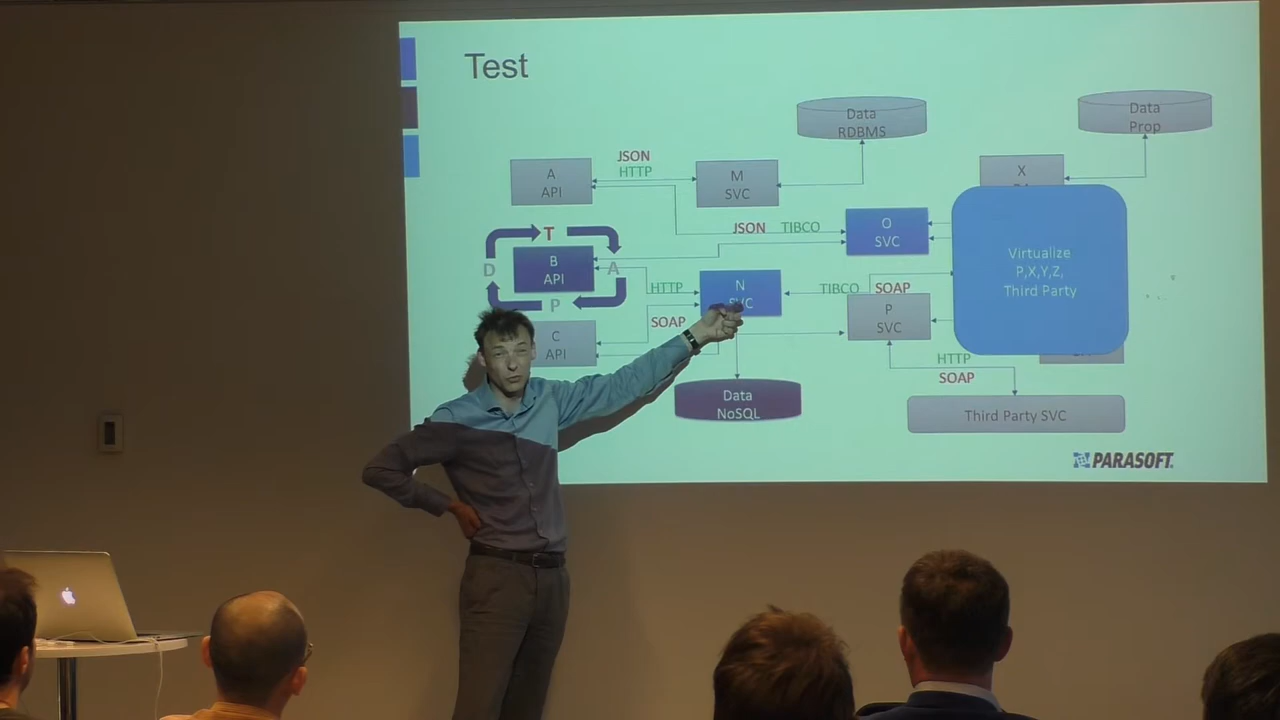 Test
Data
RDBMS
Data
Prop
JSON
HTTP
A
API
M
SVC
X
JSON TIBCO
O
SVC
T
D
A
P
B
API
HTTP
N
SVC
TIBCO
SOAP
Virtualize
P,X,Y,Z,
Third Party
SOAP
P
SVC
C
API
HTTP
SOAP
Data
NoSQL
Third Party SVC
PARASOFT